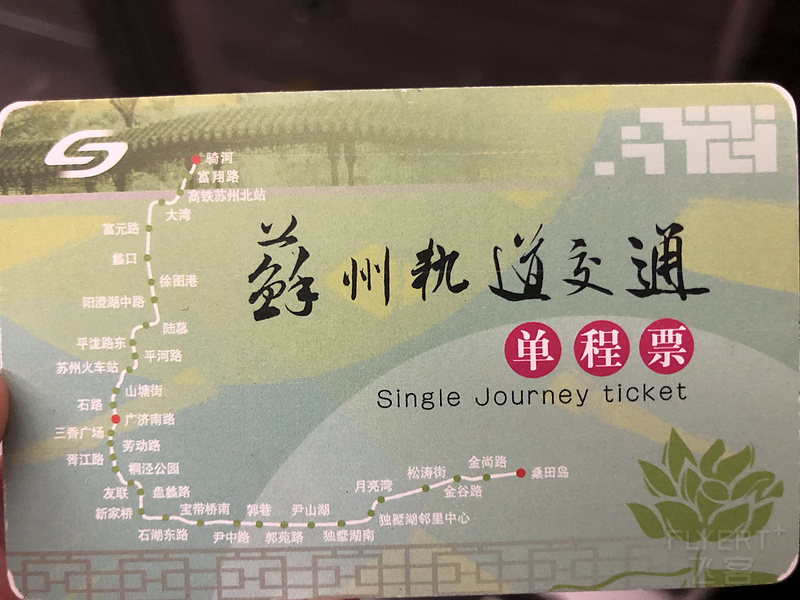 骑河
富翔路
高铁苏州北站
大湾
富元路
蠡口
徐图港
阳澄湖中路
陆慕
平泷路东
平河路
苏州火车站
山塘街
石路
广济南路
三香广场
劳动路
胥江路
桐泾公园
友联
盘蠡路
新家桥
石湖东路
宝带桥南
尹中路
郭巷
郭苑路
尹山湖
独墅湖南
月亮湾
独墅湖邻里中心
松涛街
金谷路
金尚路
桑田岛
蘇州軌道交通
单程票
Single Journey ticket
FLYERT+
飞客